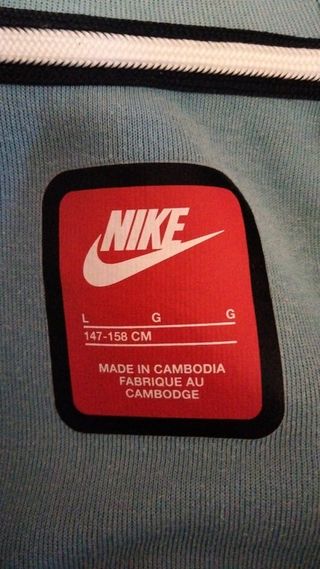 NIKE
L G G
147-158 CM
MADE IN CAMBODIA
FABRIQUE AU
CAMBODGE